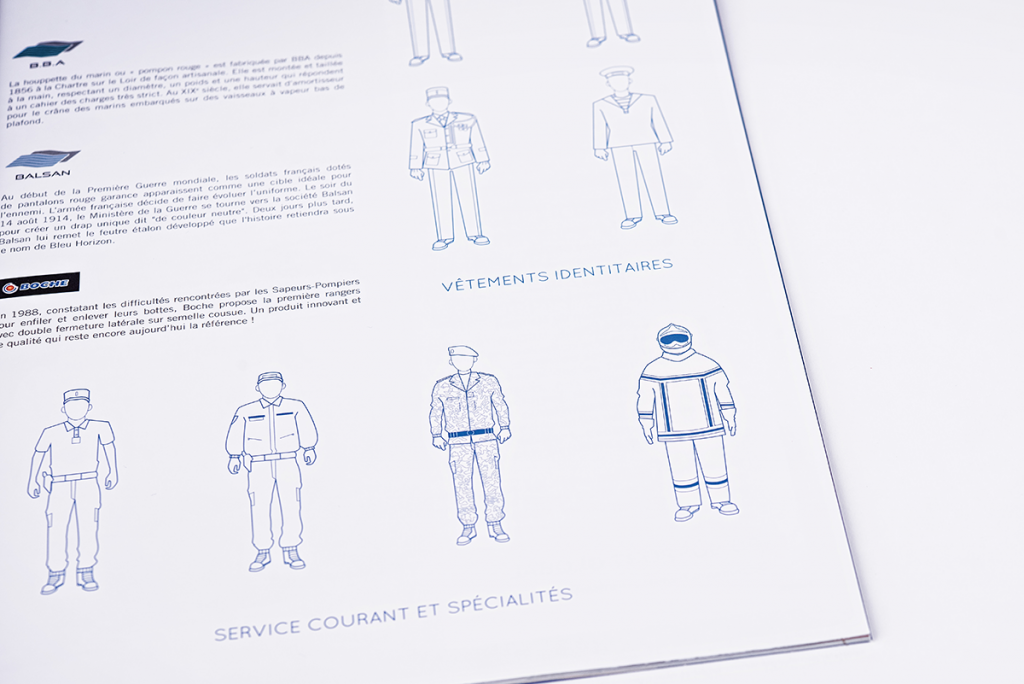 B.B.A
La houppette du marin ou « pompon rouge » est fabriquée par BBA depuis
1856 à la Chartre sur le Loir de façon artisanale. Elle est montée et taillée
à la main, respectant un diamètre, un poids et une hauteur qui répondent
à un cahier des charges très strict. Au XIXe siècle, elle servait d'amortisseur
pour le crâne des marins embarqués sur des vaisseaux à vapeur bas de
plafond.
BALSAN
Au début de la Première Guerre mondiale, les soldats français dotés
de pantalons rouge garance apparaissent comme une cible idéale pour
l'ennemi. L'armée française décide de faire évoluer l'uniforme. Le soir du
14 août 1914, le Ministère de la Guerre se tourne vers la société Balsan
pour créer un drap unique dit "de couleur neutre". Deux jours plus tard,
Balsan lui remet le feutre étalon développé que l'histoire retiendra sous
e nom de Bleu Horizon.
BOCHE
n 1988, constatant les difficultés rencontrées par les Sapeurs-Pompiers
our enfiler et enlever leurs bottes, Boche propose la première rangers
vec double fermeture latérale sur semelle cousue. Un produit innovant et
e qualité qui reste encore aujourd'hui la référence !
VÊTEMENTS IDENTITAIRES
SERVICE COURANT ET SPÉCIALITÉS